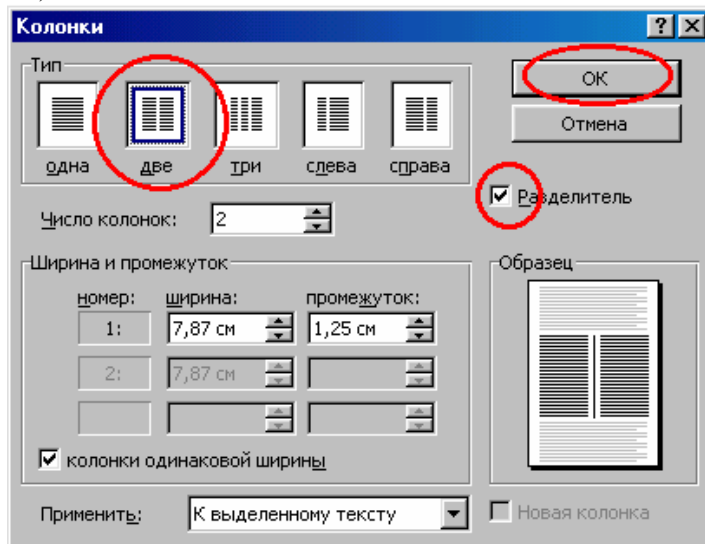 Колонки
Тип
ОК
Отмена
одна две три слева справа
Разделитель
Число колонок: 2
Ширина и промежуток
Образец
номер: ширина: промежуток:
1: 7,87 см 1,25 см
2: 7,87 см
колонки одинаковой ширины
Применить: К выделенному тексту
Новая колонка